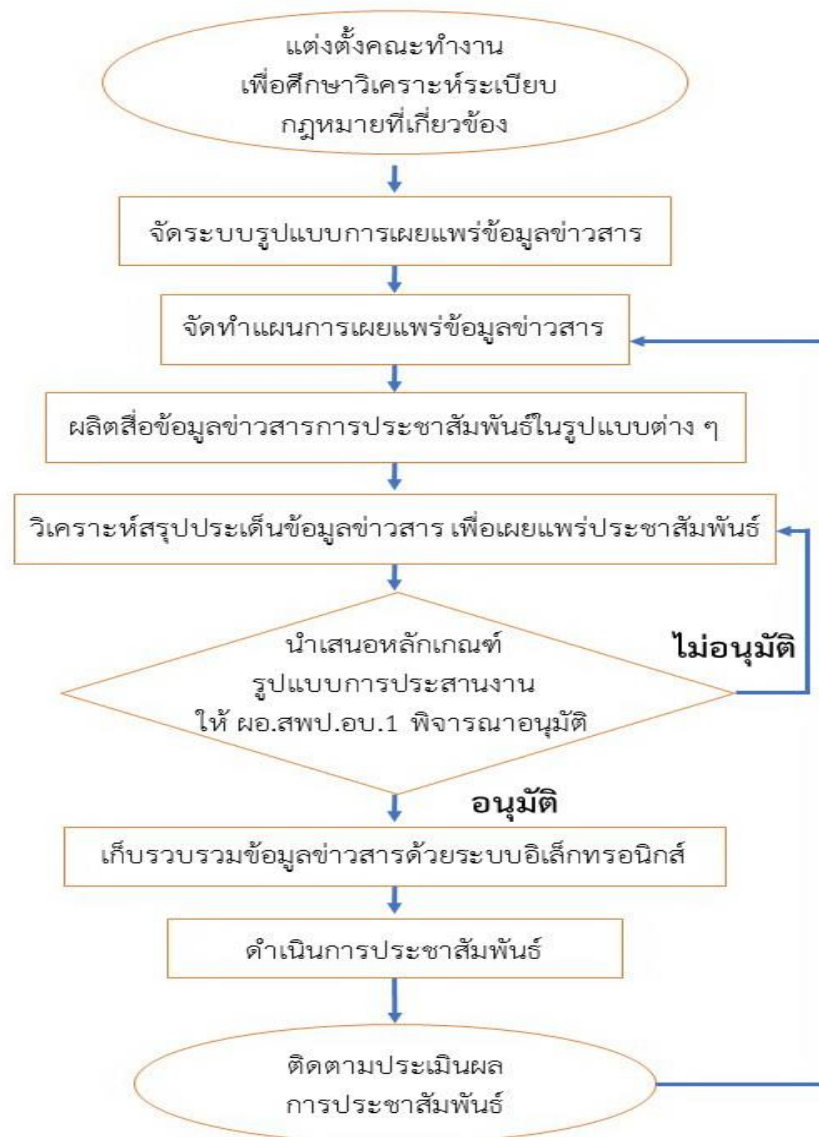 แต่งตั้งคณะทำงาน
เพื่อศึกษาวิเคราะห์ระเบียบ
กฎหมายที่เกี่ยวข้อง
จัดระบบรูปแบบการเผยแพร่ข้อมูลข่าวสาร
จัดทำแผนการเผยแพร่ข้อมูลข่าวสาร
ผลิตสื่อข้อมูลข่าวสารการประชาสัมพันธ์ในรูปแบบต่าง ๆ
วิเคราะห์สรุปประเด็นข้อมูลข่าวสาร เพื่อเผยแพร่ประชาสัมพันธ์
นำเสนอหลักเกณฑ์
รูปแบบการประสานงาน
ให้ ผอ.สพป.อบ.1 พิจารณาอนุมัติ
ไม่อนุมัติ
อนุมัติ
เก็บรวบรวมข้อมูลข่าวสารด้วยระบบอิเล็กทรอนิกส์
ดำเนินการประชาสัมพันธ์
ติดตามประเมินผล
การประชาสัมพันธ์